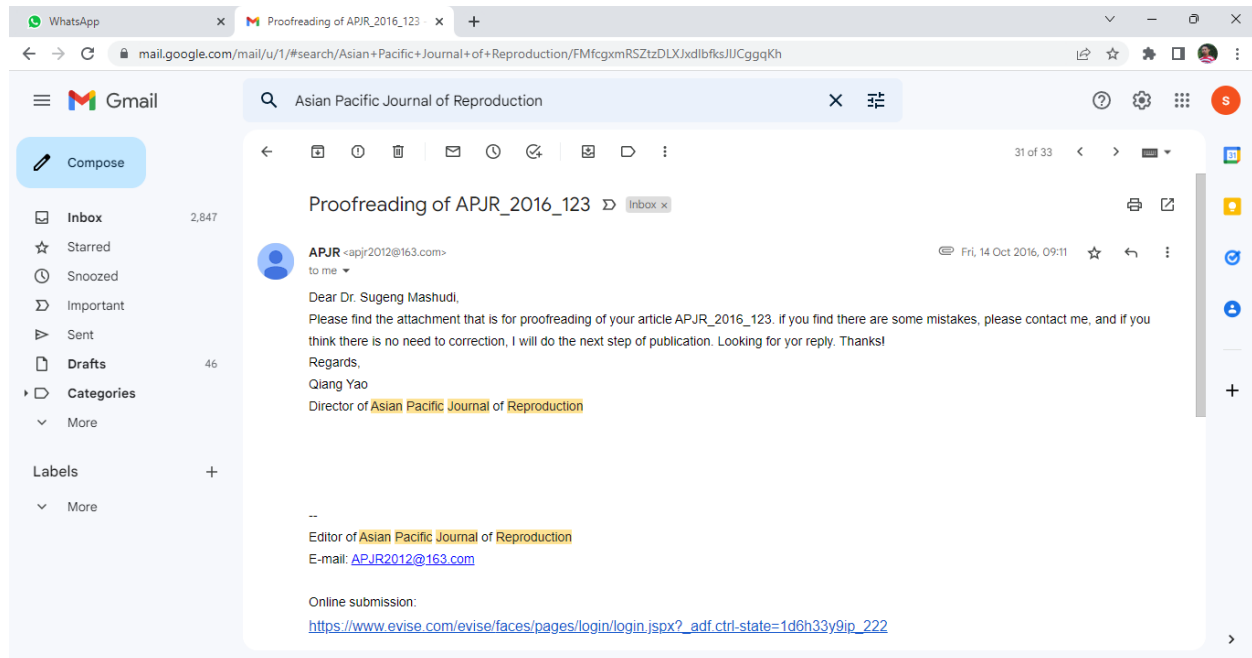 WhatsApp
Proofreading of APJR_2016_123 -
mail.google.com/mail/u/1/#search/Asian+Pacific+Journal+of+Reproduction/FMfcgxmRSZtzDLXJxdlbfksJlJCggqKh
Gmail
Asian Pacific Journal of Reproduction
S
Compose
31 of 33
31
Proofreading of APJR_2016_123
Inbox x
Inbox 2,847
Starred
Snoozed
Important
Sent
Drafts 46
Categories
More
Labels
More
APJR <apjr2012@163.com>
Fri, 14 Oct 2016, 09:11
to me
Dear Dr. Sugeng Mashudi,
Please find the attachment that is for proofreading of your article APJR_2016_123. if you find there are some mistakes, please contact me, and if you
think there is no need to correction, I will do the next step of publication. Looking for yor reply. Thanks!
Regards,
Qiang Yao
Director of Asian Pacific Journal of Reproduction
--
Editor of Asian Pacific Journal of Reproduction
E-mail: APJR2012@163.com
Online submission:
https://www.evise.com/evise/faces/pages/login/login.jspx?_adf.ctrl-state=1d6h33y9ip_222